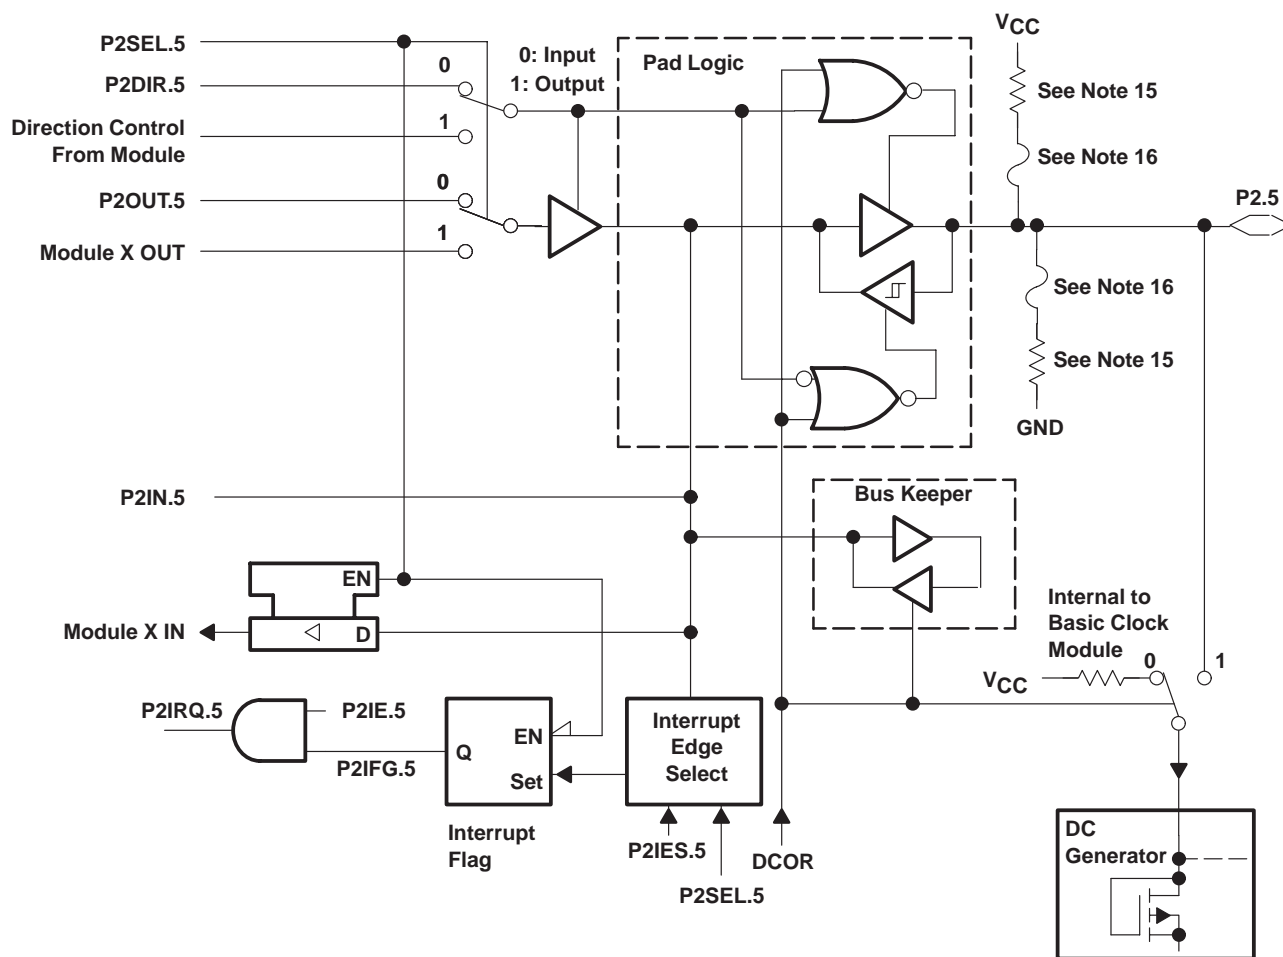 P2SEL.5
P2DIR.5
0
0: Input
1: Output
Direction Control
From Module
1
P2OUT.5
0
Module X OUT
1
Pad Logic
VCC
See Note 15
See Note 16
P2.5
See Note 16
See Note 15
GND
P2IN.5
Bus Keeper
EN
Module X IN
D
Internal to
Basic Clock
Module
0
1
VCC
P2IRQ.5
P2IE.5
P2IFG.5
Q
EN
Set
Interrupt
Flag
Interrupt
Edge
Select
P2IES.5
P2SEL.5
DCOR
DC
Generator